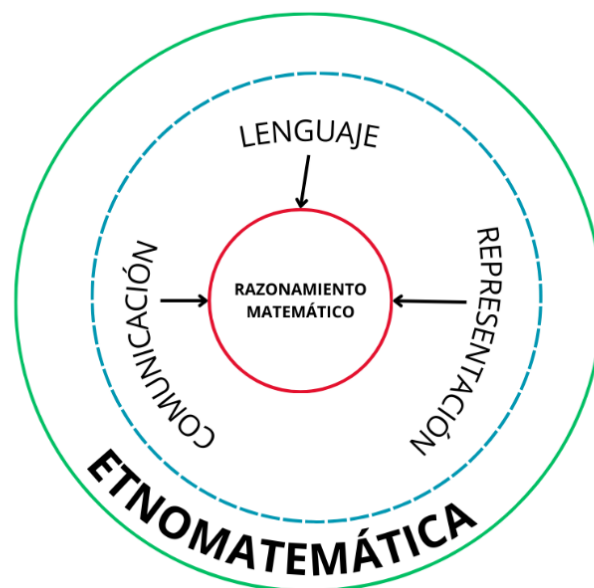 LENGUAJE
COMUNICACIÓN
REPRESENTACIÓN
RAZONAMIENTO
MATEMÁTICO
ETNOMATEMÁTICA